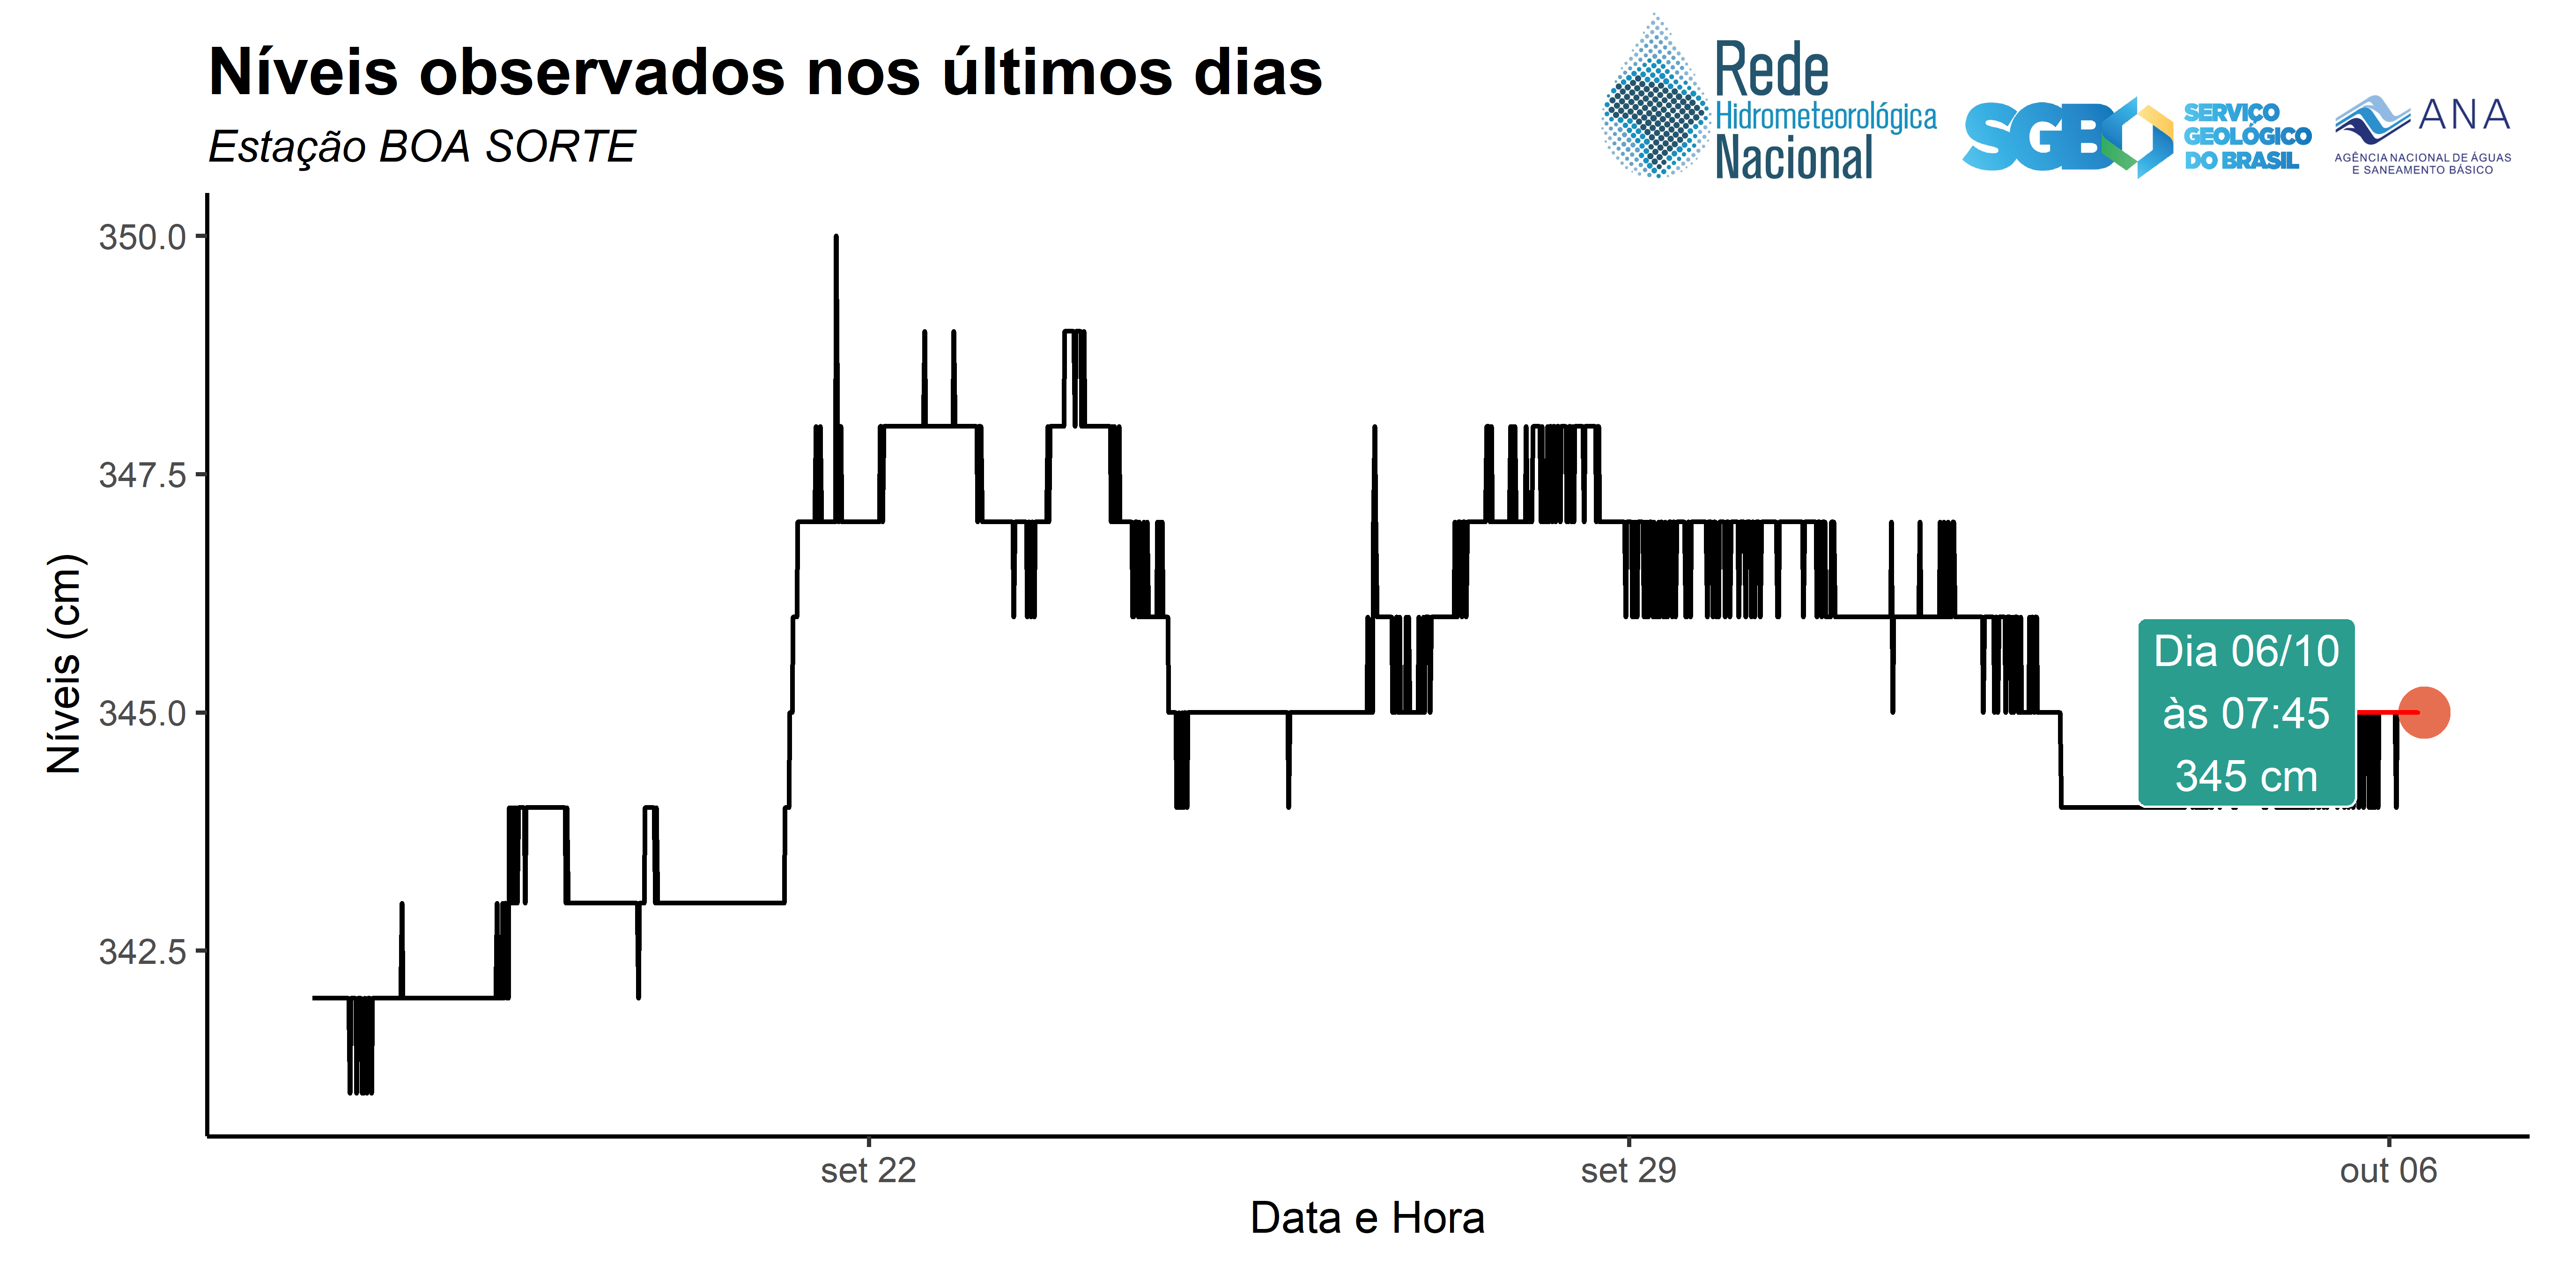 Níveis observados nos últimos dias
Estação BOA SORTE
Rede
Hidrometeorológica
Nacional
SGB
SERVIÇO
GEOLÓGICO
DO BRASIL
ANA
AGÊNCIA NACIONAL DE ÁGUAS
E SANEAMENTO BÁSICO
Níveis (cm)
350.0
347.5
345.0
342.5
Dia 06/10
às 07:45
345 cm
set 22
set 29
out 06
Data e Hora